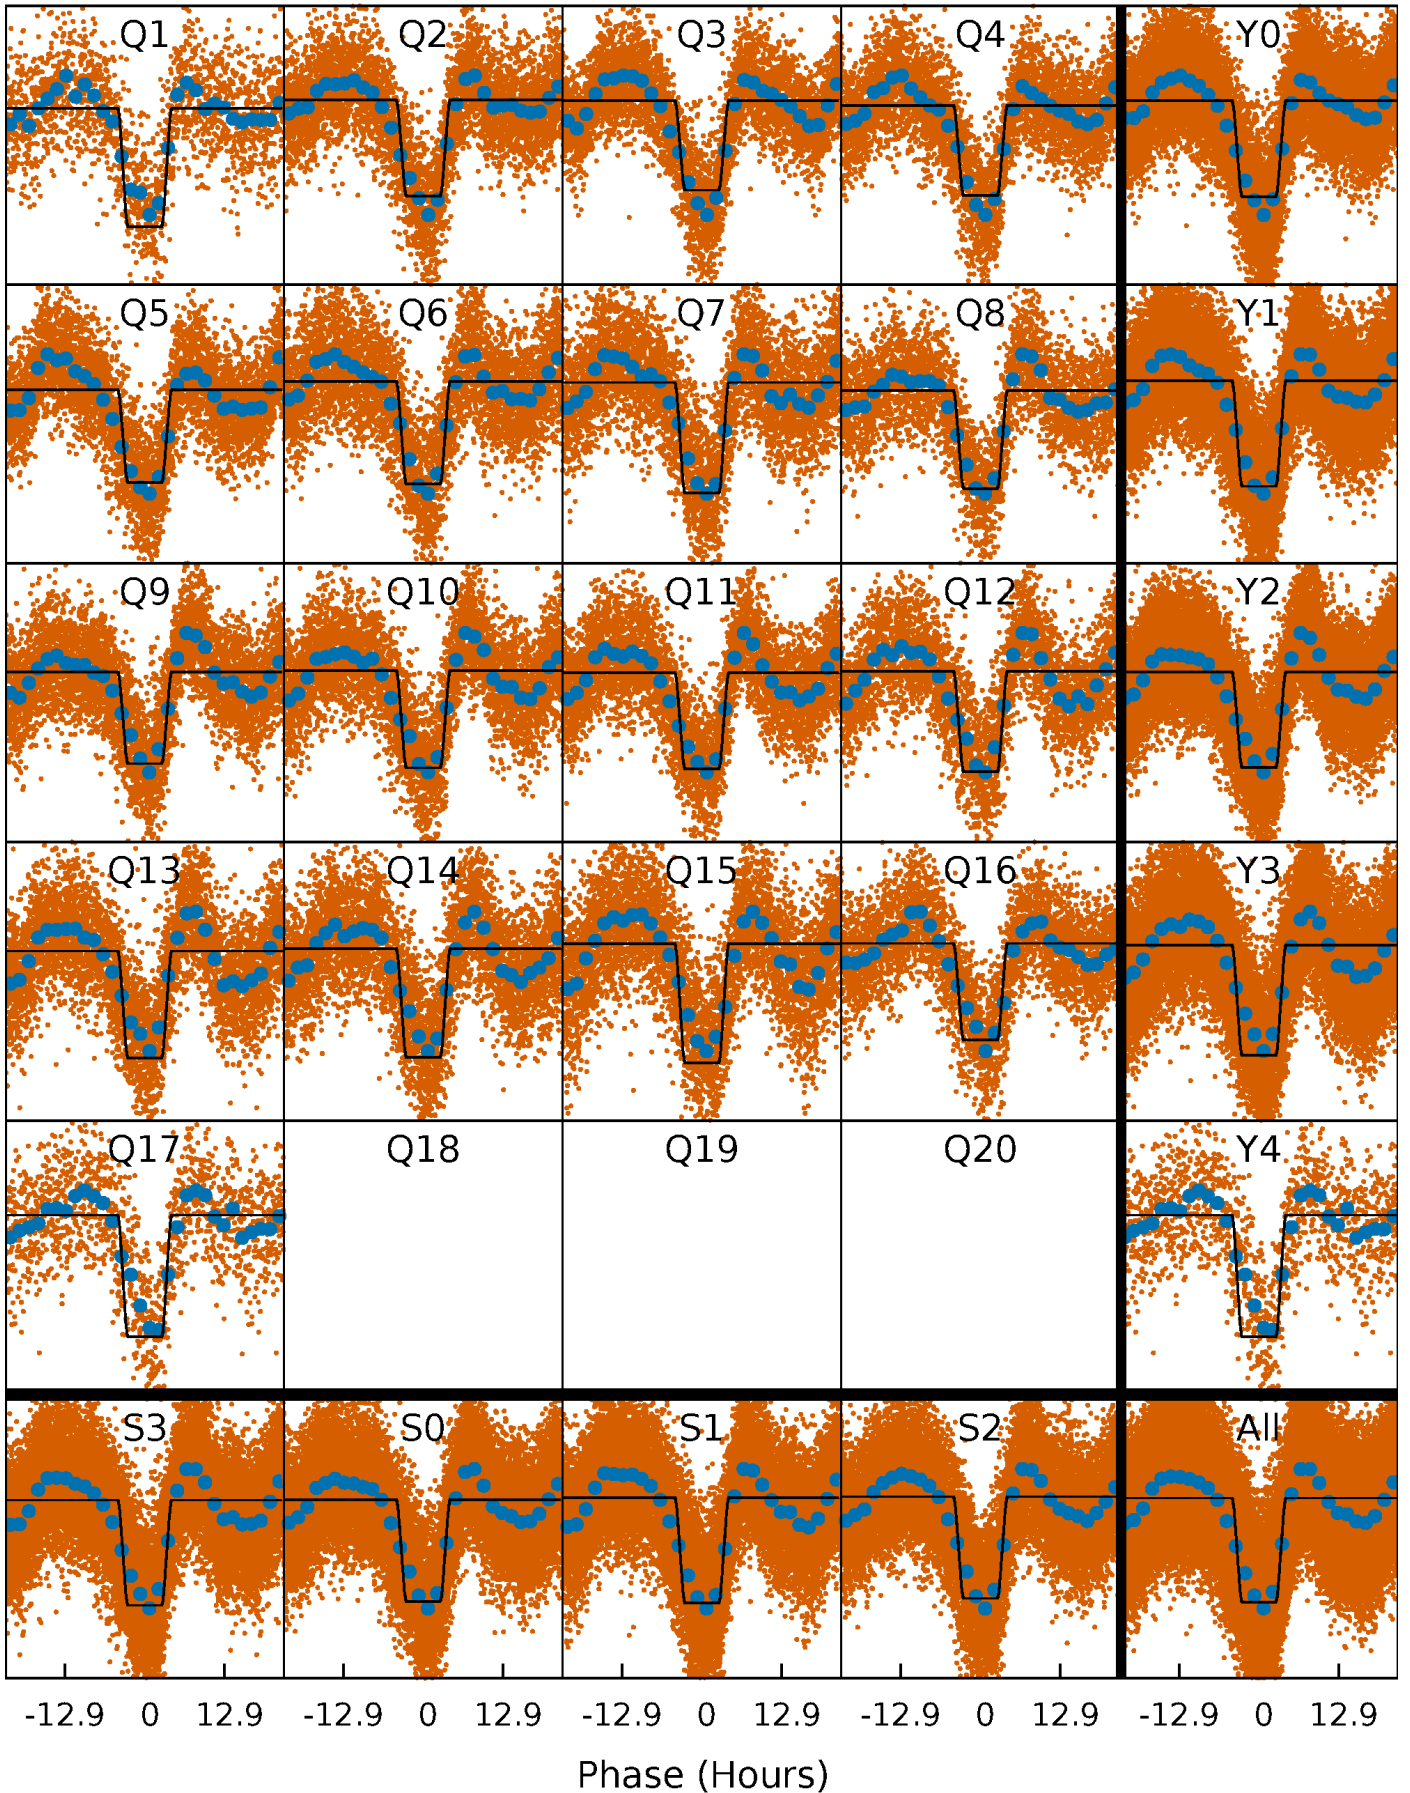 Q1 Q2 Q3 Q4 Y0
Q5 Q6 Q7 Q8 Y1
Q9 Q10 Q11 Q12 Y2
Q13 Q14 Q15 Q16 Y3
Q17 Q18 Q19 Q20 Y4
S3 S0 S1 S2 All
-12.9 0 12.9 -12.9 0 12.9 -12.9 0 12.9 -12.9 0 12.9 -12.9 0 12.9
Phase (Hours)